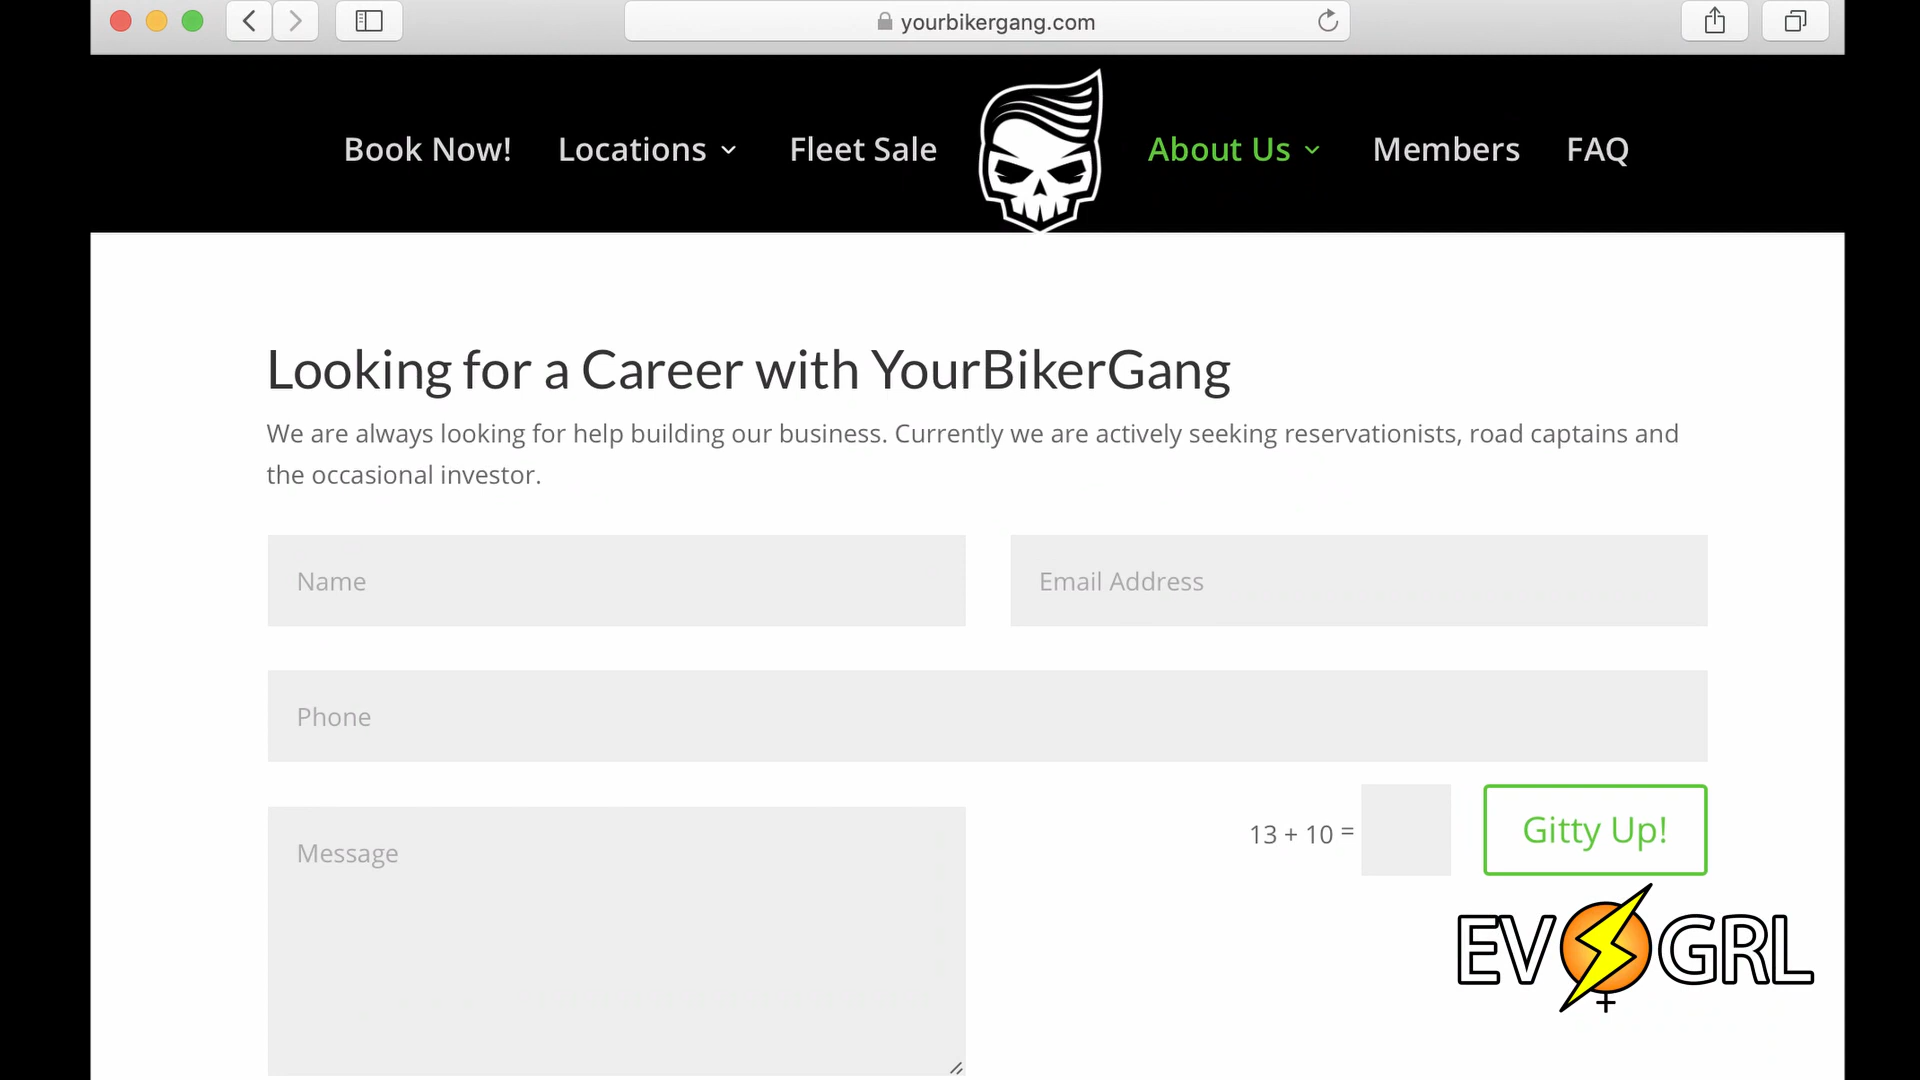 yourbikergang.com
Book Now! Locations Fleet Sale About Us Members FAQ
Looking for a Career with YourBikerGang
We are always looking for help building our business. Currently we are actively seeking reservationists, road captains and
the occasional investor.
Name
Email Address
Phone
Message
13 + 10 =
Gitty Up!
EV GRL